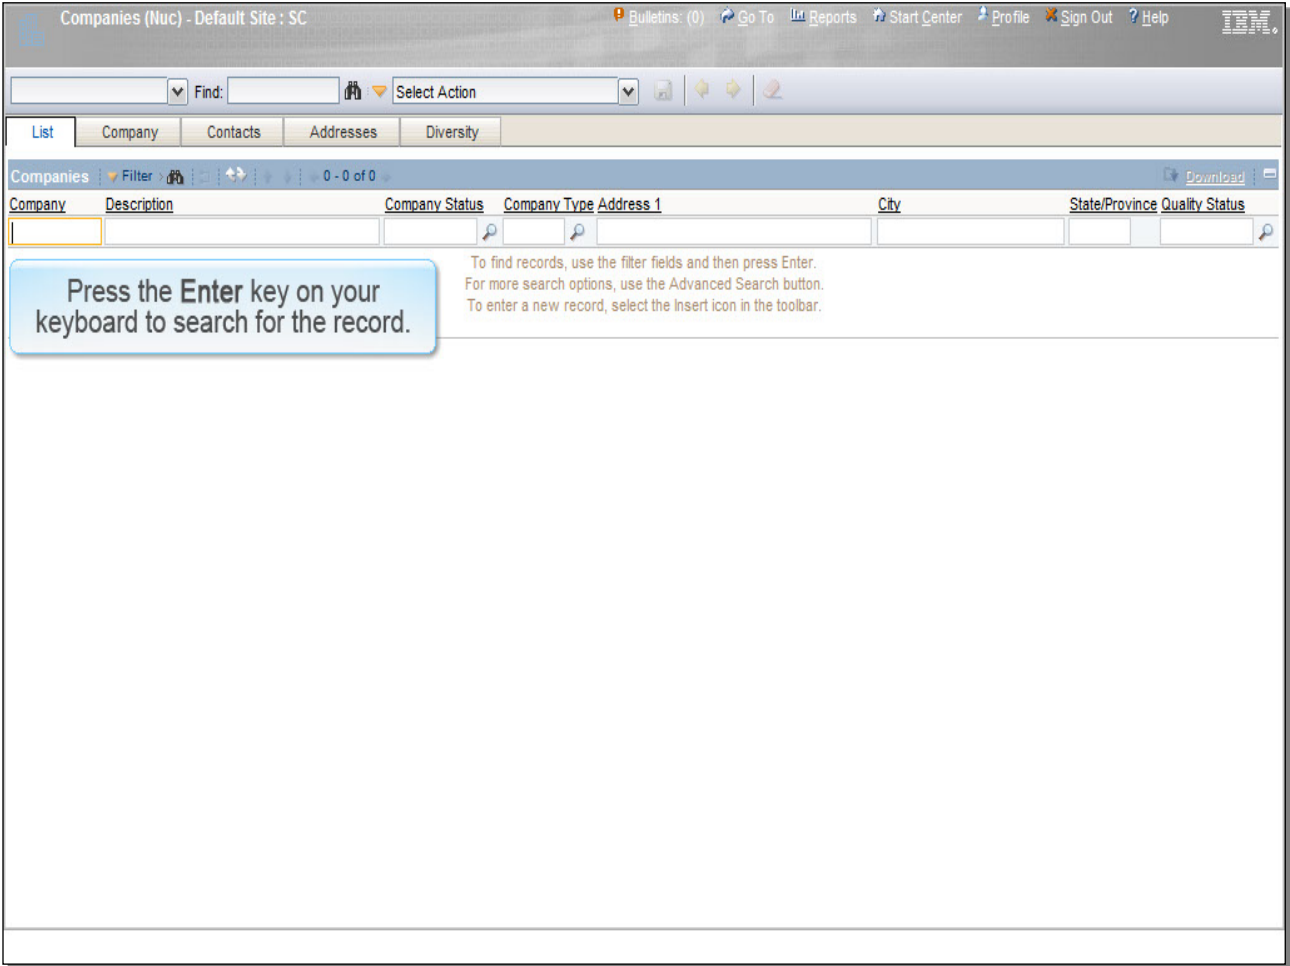 Companies (Nuc) - Default Site : SC
Bulletins: (0) Go To Reports Start Center Profile Sign Out ? Help IBM
Find: Select Action
List Company Contacts Addresses Diversity
Companies Filter 0 - 0 of 0 Download
Company Description Company Status Company Type Address 1 City State/Province Quality Status
To find records, use the filter fields and then press Enter.
For more search options, use the Advanced Search button.
To enter a new record, select the Insert icon in the toolbar.
Press the Enter key on your
keyboard to search for the record.